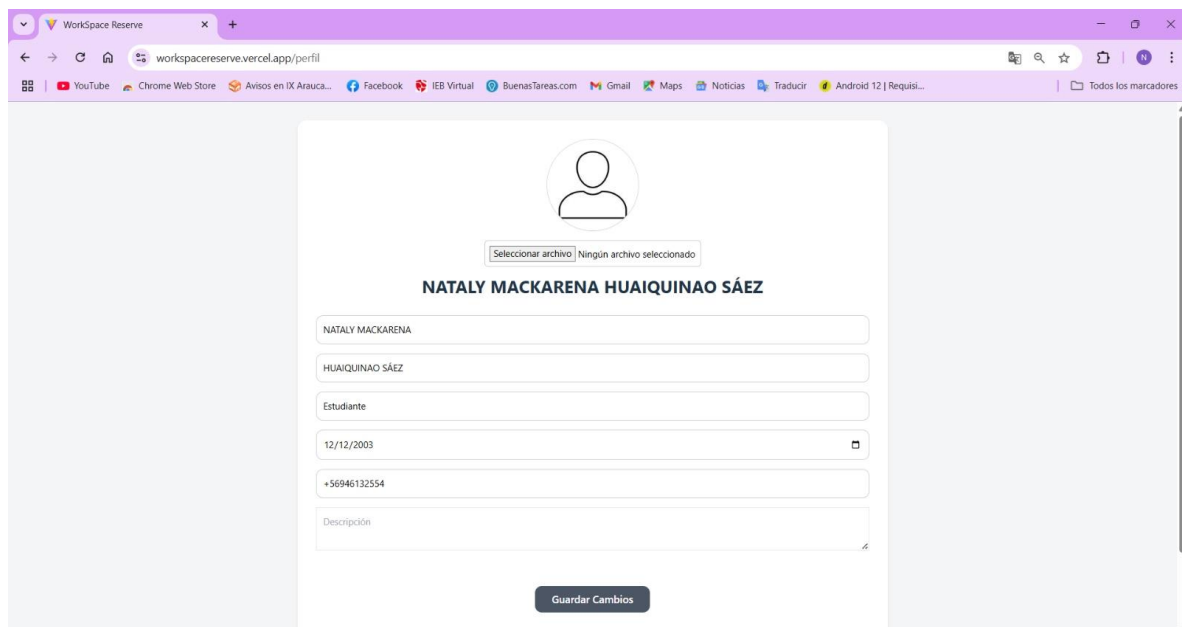 WorkSpace Reserve
workspacereserve.vercel.app/perfil
N
YouTube Chrome Web Store Avisos en IX Arauca... Facebook IEB Virtual BuenasTareas.com Gmail Maps Noticias Traducir Android 12 | Requisi... Todos los marcadores
Seleccionar archivo Ningún archivo seleccionado
NATALY MACKARENA HUAIQUINAO SÁEZ
NATALY MACKARENA
HUAIQUINAO SÁEZ
Estudiante
12/12/2003
+56946132554
Descripción
Guardar Cambios